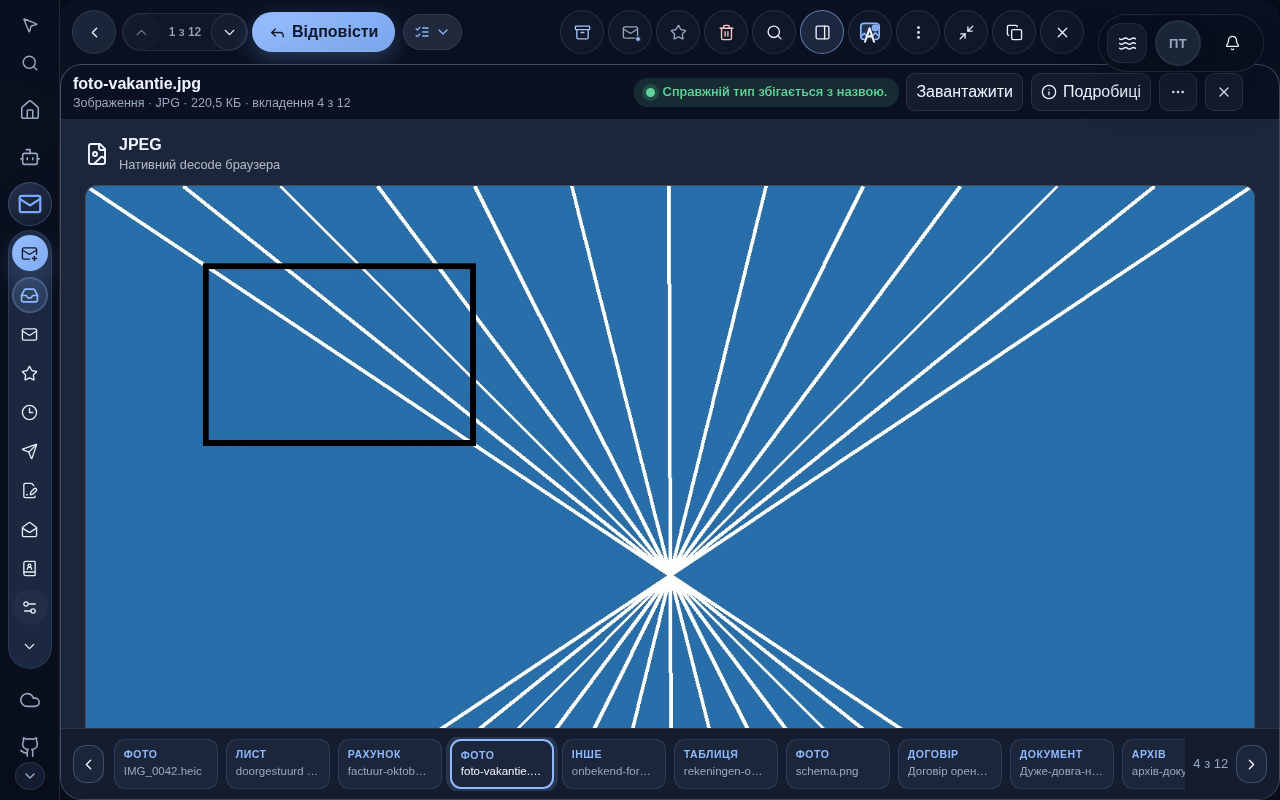 1 з 12
Відповісти
ПТ
foto-vakantie.jpg
Зображення · JPG · 220,5 КБ · вкладення 4 з 12
Справжній тип збігається з назвою.
Завантажити
Подробиці
JPEG
Нативний decode браузера
ФОТО
IMG_0042.heic
ЛИСТ
doorgestuurd ...
РАХУНОК
factuur-oktob...
ФОТО
foto-vakantie....
ІНШЕ
onbekend-for...
ТАБЛИЦЯ
rekeningen-o...
ФОТО
schema.png
ДОГОВІР
Договір орен...
ДОКУМЕНТ
Дуже-довга-н...
АРХІВ
архів-доку
4 з 12